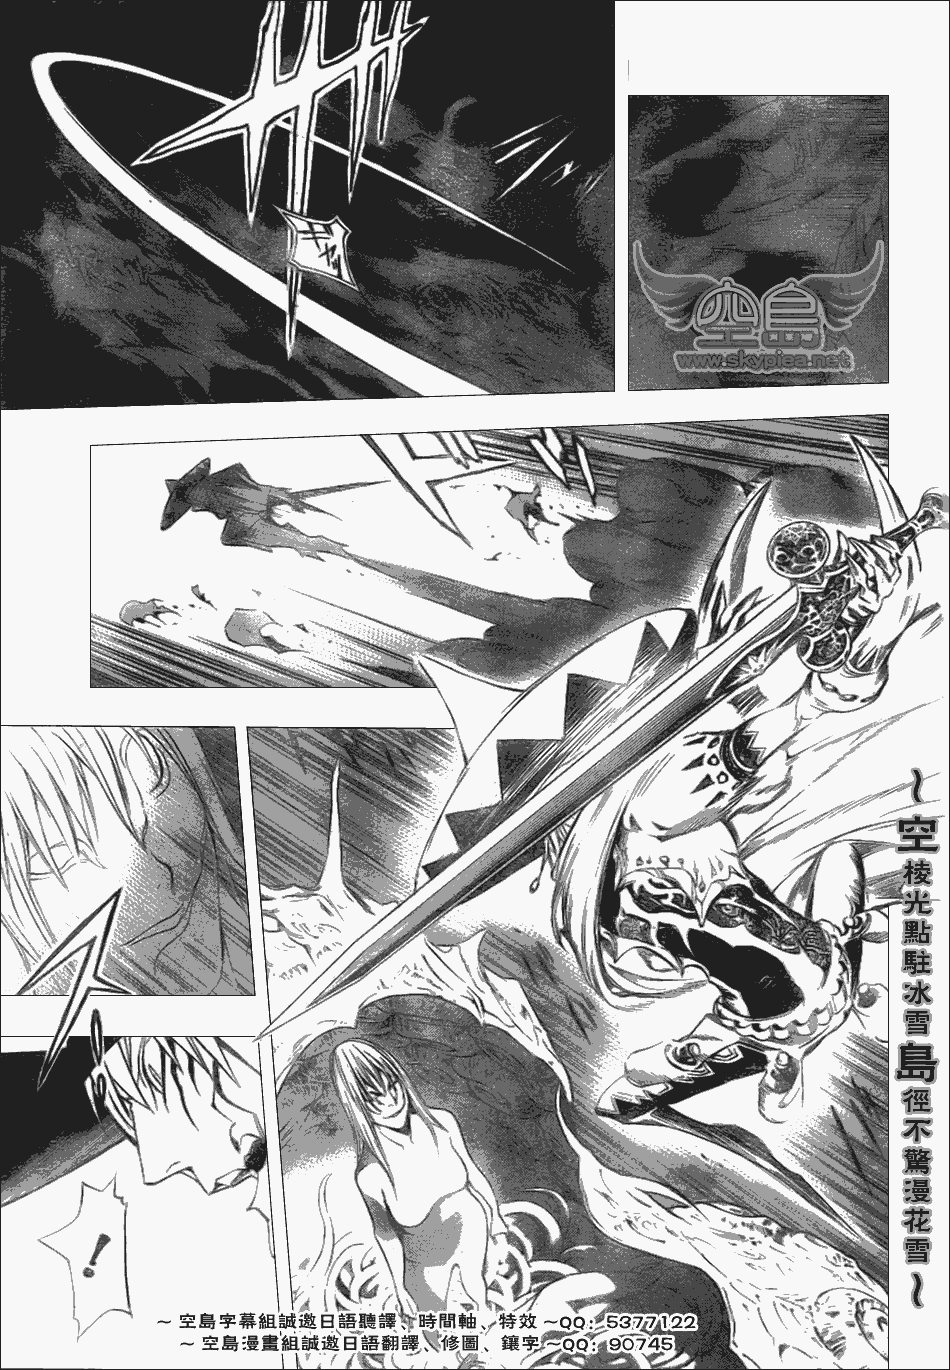 空島
www.skypiea.net
！
～空棱光點駐冰雪島徑不驚漫花雪～
～空島字幕組誠邀日語聽譯、時間軸、特效～QQ：5377122
～空島漫畫組誠邀日語翻譯、修圖、鑲字～QQ：90745